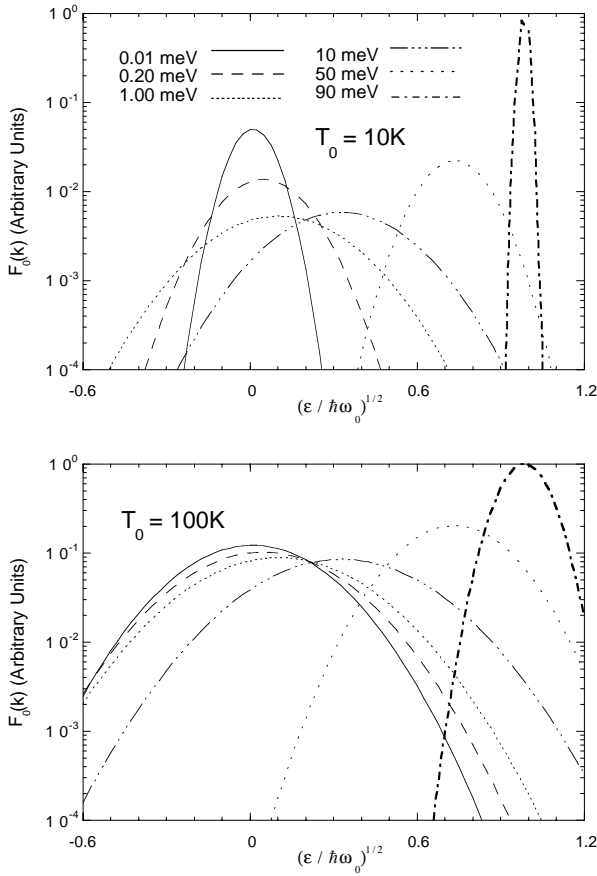 10⁰
0.01 meV
0.20 meV
1.00 meV
10 meV
50 meV
90 meV
10⁻¹
T₀ = 10K
10⁻²
10⁻³
10⁻⁴
F₀(k) (Arbitrary Units)
-0.6 0 0.6 1.2
(ε / ħω₀)^1/2
10⁰
T₀ = 100K
10⁻¹
10⁻²
10⁻³
10⁻⁴
F₀(k) (Arbitrary Units)
-0.6 0 0.6 1.2
(ε / ħω₀)^1/2